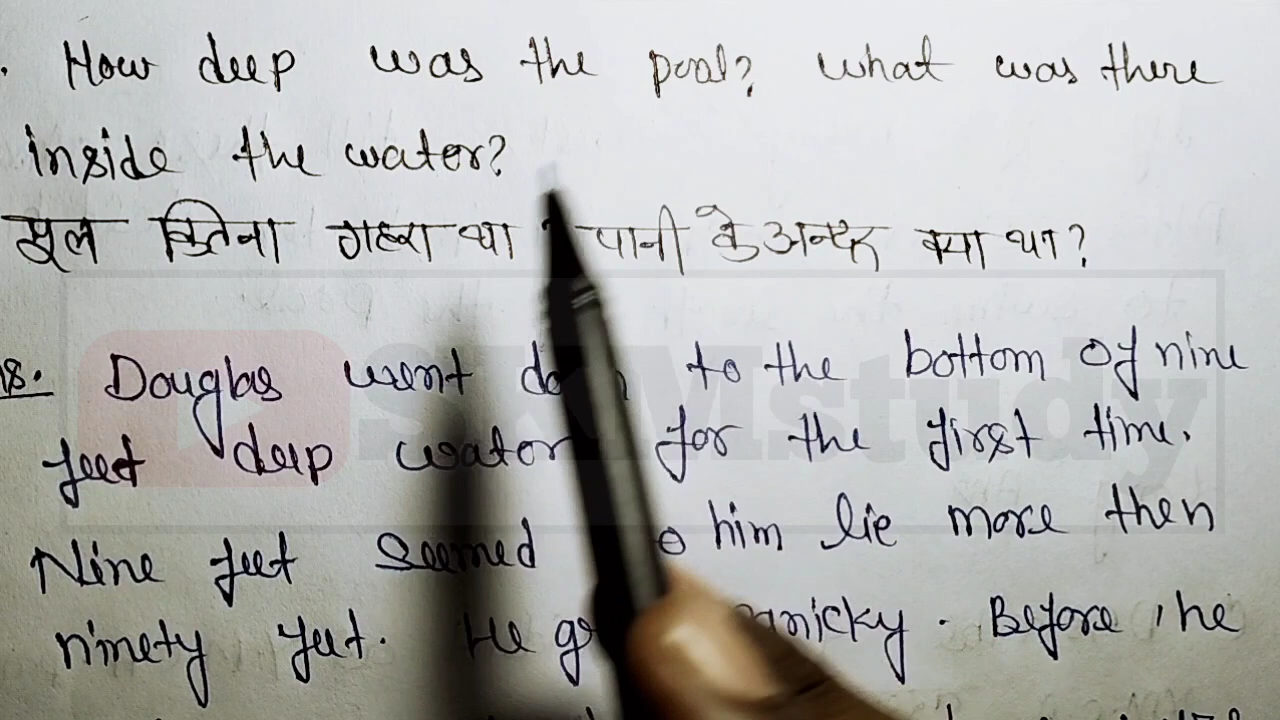 How deep was the pool? what was there
inside the water?
कितना गहरा था पानी के अन्दर क्या था?
18. Douglas went to the bottom of nine
feet deep water for the first time.
Nine feet seemed him lie more then
ninety feet. He . Before he
SKMstudy